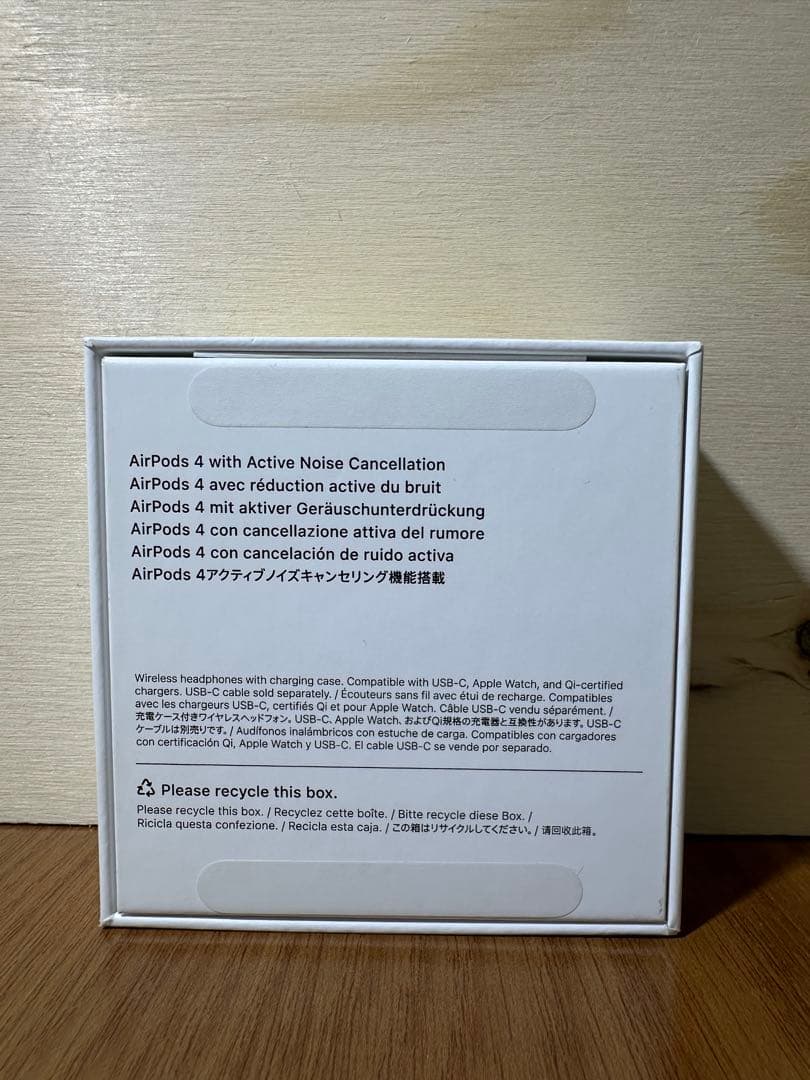 AirPods 4 with Active Noise Cancellation
AirPods 4 avec réduction active du bruit
AirPods 4 mit aktiver Geräuschunterdrückung
AirPods 4 con cancellazione attiva del rumore
AirPods 4 con cancelación de ruido activa
AirPods 4アクティブノイズキャンセリング機能搭載
Wireless headphones with charging case. Compatible with USB-C, Apple Watch, and Qi-certified
chargers. USB-C cable sold separately. / Écouteurs sans fil avec étui de recharge. Compatibles
avec les chargeurs USB-C, certifiés Qi et pour Apple Watch. Câble USB-C vendu séparément. /
充電ケース付きワイヤレスヘッドフォン。USB-C、Apple Watch、およびQi規格の充電器と互換性があります。USB-C
ケーブルは別売りです。/ Audífonos inalámbricos con estuche de carga. Compatibles con cargadores
con certificación Qi, Apple Watch y USB-C. El cable USB-C se vende por separado.
Please recycle this box.
Please recycle this box. / Recyclez cette boîte. / Bitte recycle diese Box. /
Ricicla questa confezione. / Recicla esta caja. / この箱はリサイクルしてください。/ 请回收此箱。